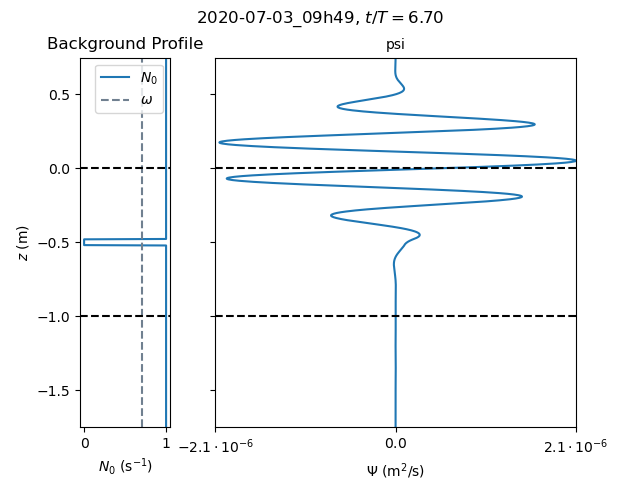 2020-07-03_09h49, t/T = 6.70
Background Profile
psi
N₀
ω
0.5
0.0
−0.5
−1.0
−1.5
z (m)
0
1
−2.1 · 10⁻⁶
0.0
2.1 · 10⁻⁶
N₀ (s⁻¹)
Ψ (m²/s)